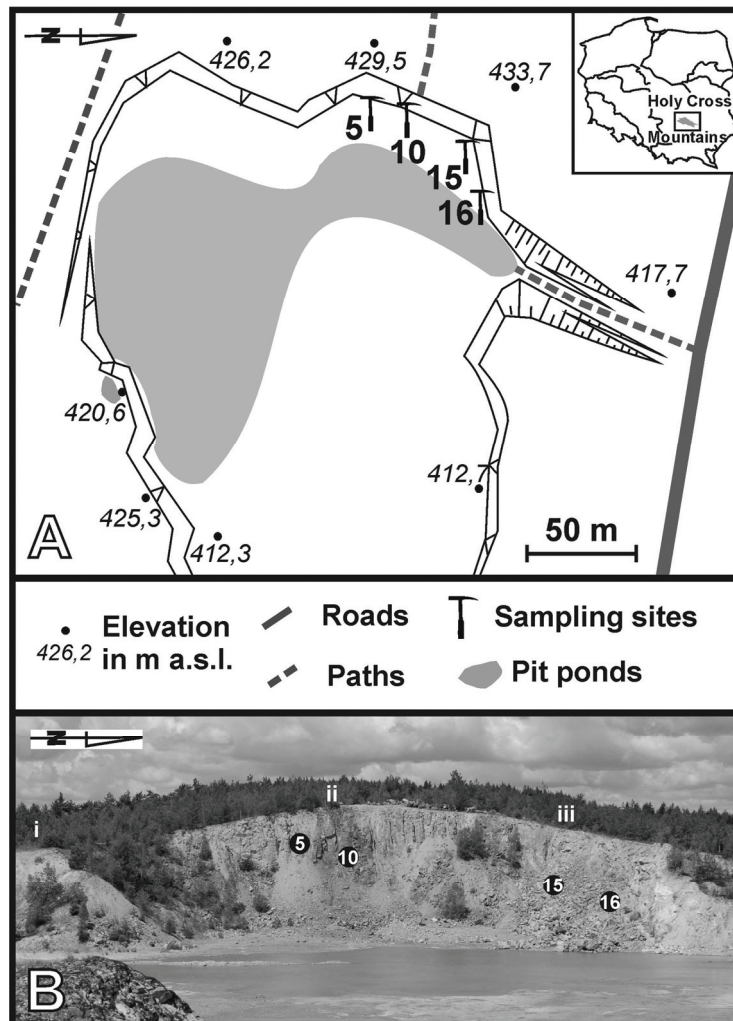 N
426,2
429,5
433,7
Holy Cross
Mountains
5
10
15
16
417,7
420,6
412,7
425,3
412,3
A
50 m
Elevation
in m a.s.l.
426,2
Roads
Paths
Sampling sites
Pit ponds
N
i
ii
iii
5
10
15
16
B